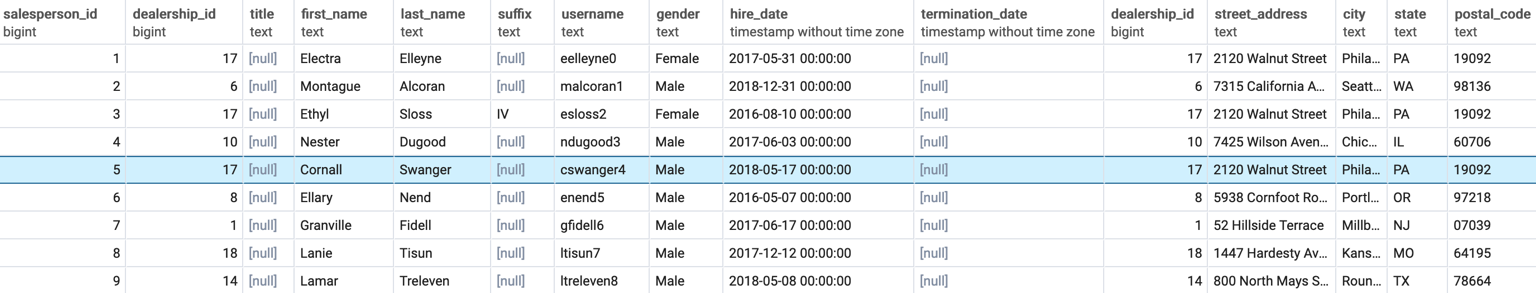 salesperson_id dealership_id title first_name last_name suffix username gender hire_date termination_date dealership_id street_address city state postal_code
bigint bigint text text text text text text timestamp without time zone timestamp without time zone bigint text text text text
1 17 [null] Electra Elleyne [null] eelleyne0 Female 2017-05-31 00:00:00 [null] 17 2120 Walnut Street Phila... PA 19092
2 6 [null] Montague Alcoran [null] malcoran1 Male 2018-12-31 00:00:00 [null] 6 7315 California A... Seatt... WA 98136
3 17 [null] Ethyl Sloss IV esloss2 Female 2016-08-10 00:00:00 [null] 17 2120 Walnut Street Phila... PA 19092
4 10 [null] Nester Dugood [null] ndugood3 Male 2017-06-03 00:00:00 [null] 10 7425 Wilson Aven... Chic... IL 60706
5 17 [null] Cornall Swanger [null] cswanger4 Male 2018-05-17 00:00:00 [null] 17 2120 Walnut Street Phila... PA 19092
6 8 [null] Ellary Nend [null] enend5 Male 2016-05-07 00:00:00 [null] 8 5938 Cornfoot Ro... Portl... OR 97218
7 1 [null] Granville Fidell [null] gfidell6 Male 2017-06-17 00:00:00 [null] 1 52 Hillside Terrace Millb... NJ 07039
8 18 [null] Lanie Tisun [null] ltisun7 Male 2017-12-12 00:00:00 [null] 18 1447 Hardesty Av... Kans... MO 64195
9 14 [null] Lamar Treleven [null] ltreleven8 Male 2018-05-08 00:00:00 [null] 14 800 North Mays S... Roun... TX 78664